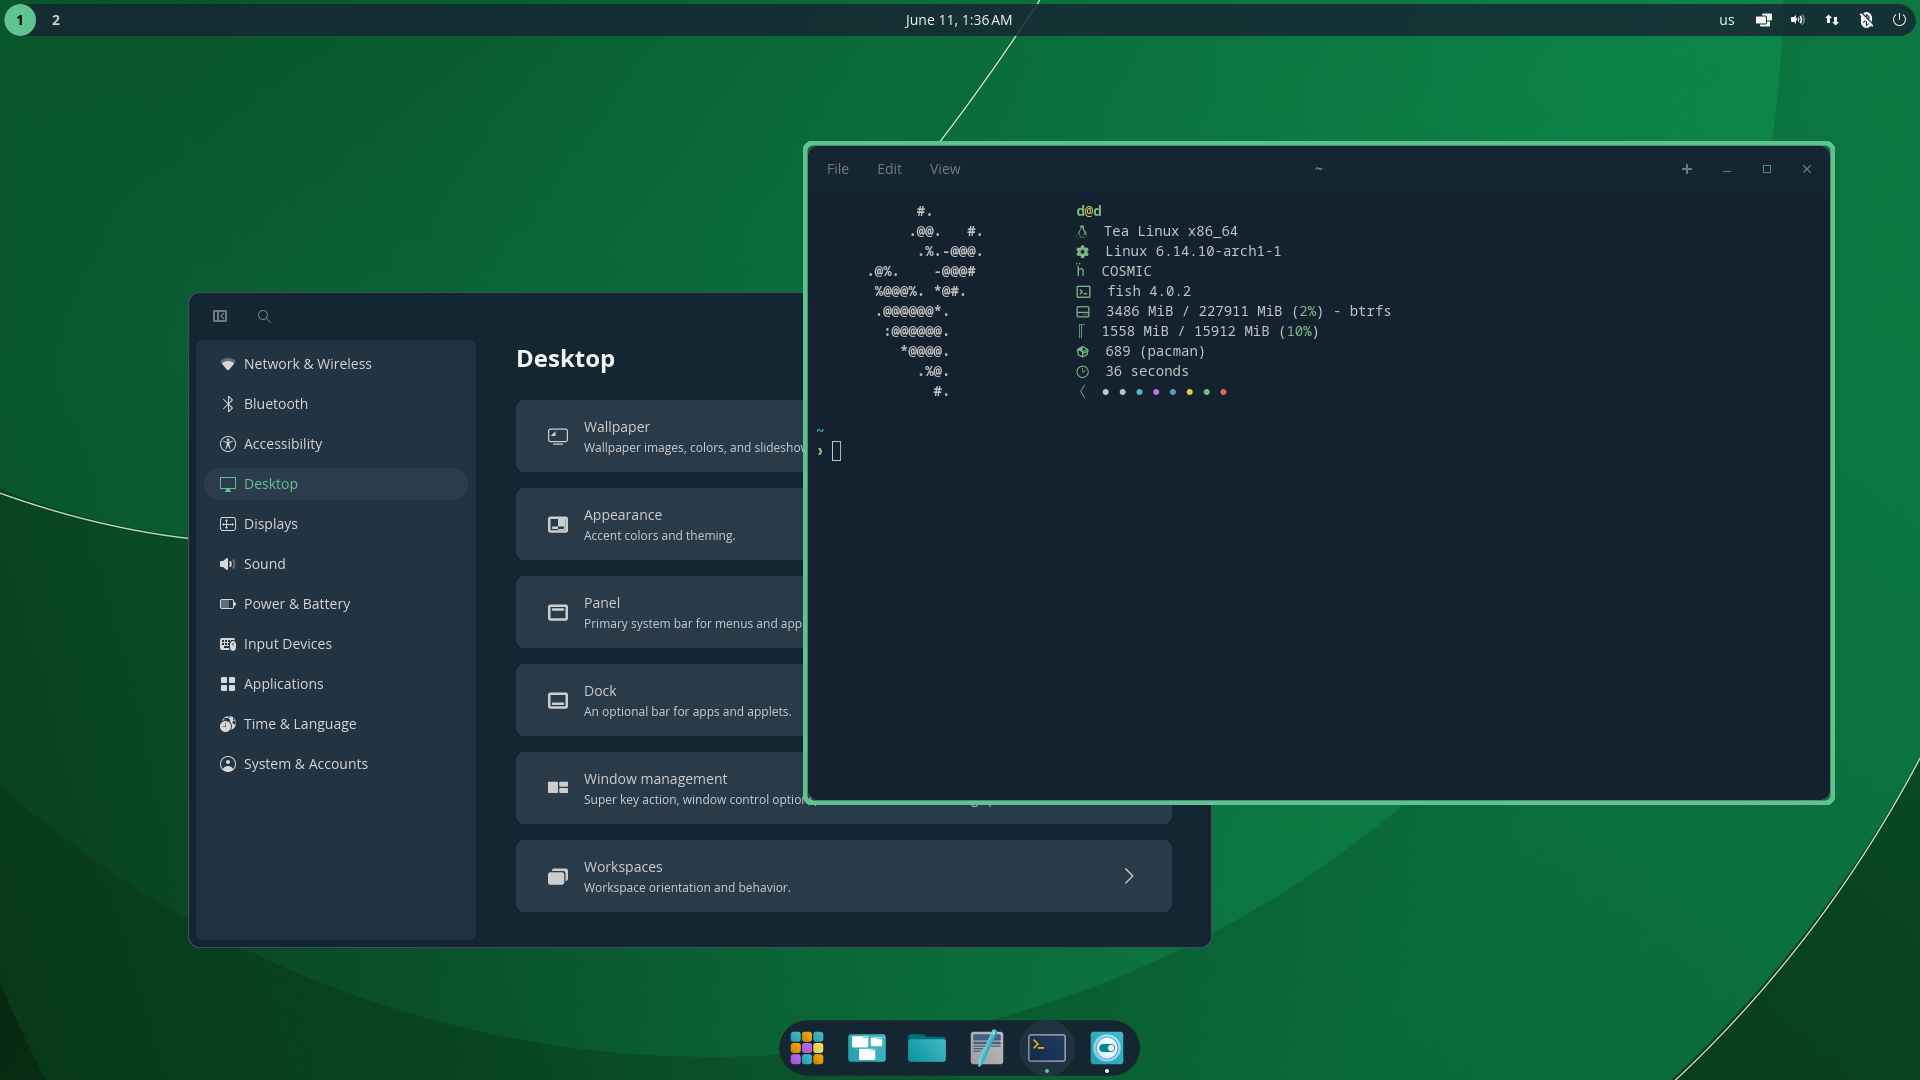 1 2 June 11, 1:36 AM us
File Edit View ~
#. d@d
.@@. #. Tea Linux x86_64
.%.-@@@. Linux 6.14.10-arch1-1
.@%. -@@@# COSMIC
%@@@%. *@#. fish 4.0.2
.@@@@@@*. 3486 MiB / 227911 MiB (2%) - btrfs
:@@@@@@. 1558 MiB / 15912 MiB (10%)
*@@@@. 689 (pacman)
.%@. 36 seconds
#.
~
›
Network & Wireless
Bluetooth
Accessibility
Desktop
Displays
Sound
Power & Battery
Input Devices
Applications
Time & Language
System & Accounts
Desktop
Wallpaper
Wallpaper images, colors, and slideshow
Appearance
Accent colors and theming.
Panel
Primary system bar for menus and app
Dock
An optional bar for apps and applets.
Window management
Super key action, window control option
Workspaces
Workspace orientation and behavior.